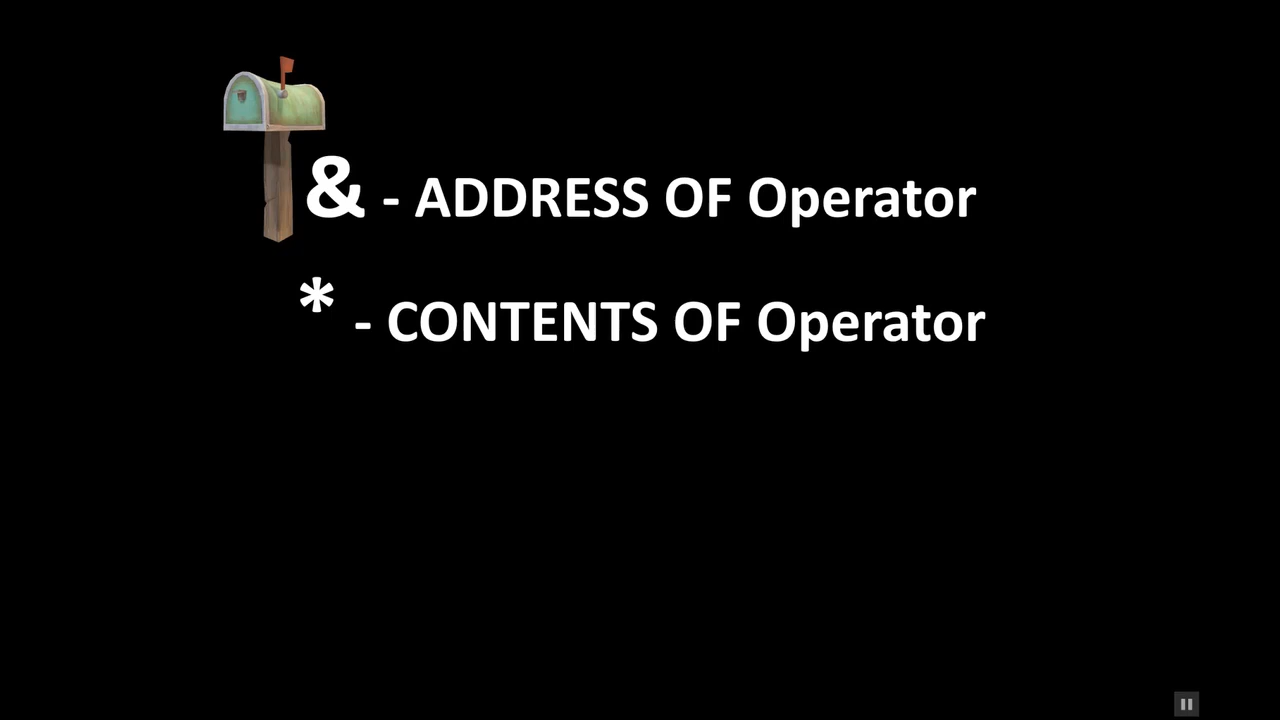 & - ADDRESS OF Operator
* - CONTENTS OF Operator